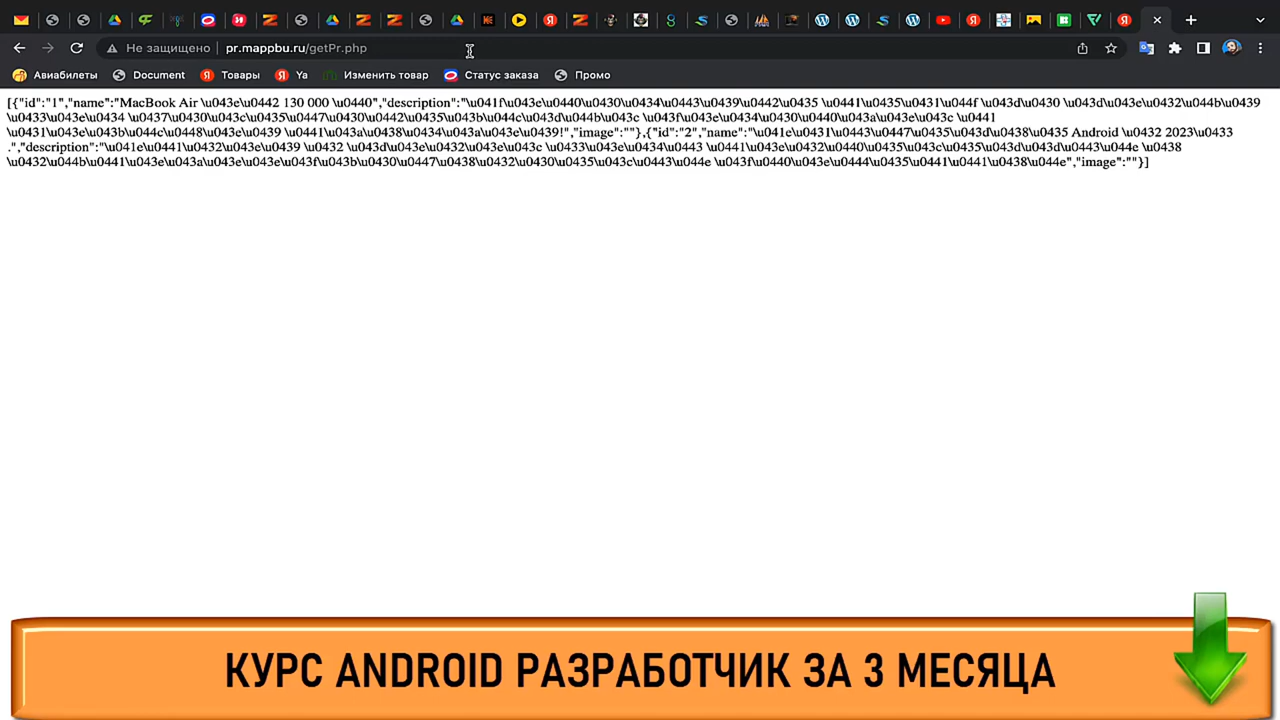 Не защищено
pr.mappbu.ru/getPr.php
Авиабилеты
Document
Товары
Ya
Изменить товар
Статус заказа
Промо
[{"id":"1","name":"MacBook Air \u043e\u0442 130 000 \u0440","description":"\u041f\u043e\u0440\u0430\u0434\u0443\u0439\u0442\u0435 \u0441\u0435\u0431\u044f \u043d\u0430 \u043d\u043e\u0432\u044b\u0439
\u0433\u043e\u0434 \u0437\u0430\u043c\u0435\u0447\u0430\u0442\u0435\u043b\u044c\u043d\u044b\u043c \u043f\u043e\u0434\u0430\u0440\u043a\u043e\u043c \u0441
\u0431\u043e\u043b\u044c\u0448\u043e\u0439 \u0441\u043a\u0438\u0434\u043a\u043e\u0439!","image":""},{"id":"2","name":"\u041e\u0431\u0443\u0447\u0435\u043d\u0438\u0435 Android \u0432 2023\u0433
.","description":"\u041e\u0441\u0432\u043e\u0439 \u0432 \u043d\u043e\u0432\u043e\u043c \u0433\u043e\u0434\u0443 \u0441\u043e\u0432\u0440\u0435\u043c\u0435\u043d\u043d\u0443\u044e \u0438
\u0432\u044b\u0441\u043e\u043a\u043e\u043e\u043f\u043b\u0430\u0447\u0438\u0432\u0430\u0435\u043c\u0443\u044e \u043f\u0440\u043e\u0444\u0435\u0441\u0441\u0438\u044e","image":""}]
КУРС ANDROID РАЗРАБОТЧИК ЗА 3 МЕСЯЦА